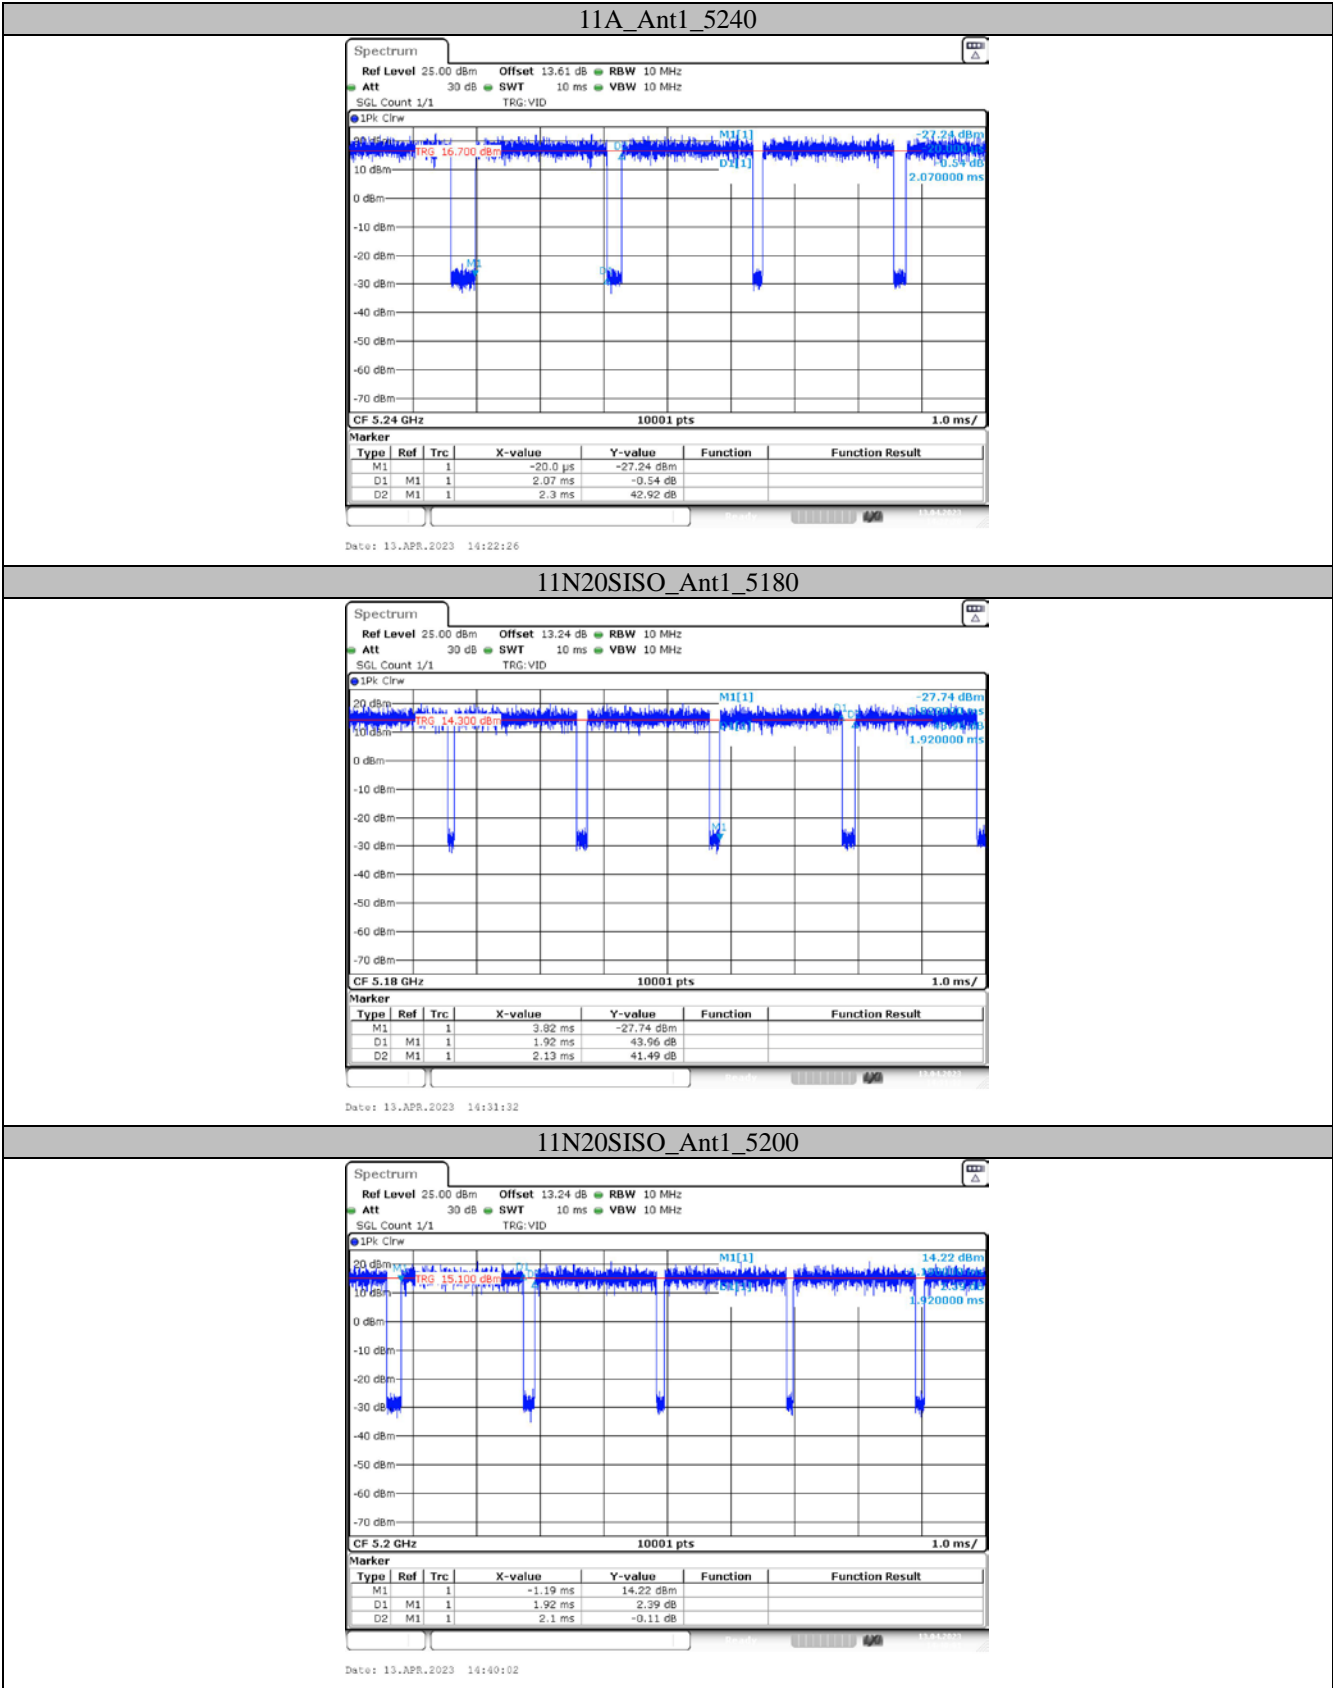 11A_Ant1_5240
Spectrum
Ref Level 25.00 dBm Offset 13.61 dB RBW 10 MHz
Att 30 dB SWT 10 ms VBW 10 MHz
SGL Count 1/1 TRG:VID
1Pk Clrw
M1[1] -27.24 dBm
TRG 16.700 dBm
D1[1] -0.54 dB
2.070000 ms
10 dBm
0 dBm
-10 dBm
-20 dBm
M1
-30 dBm
-40 dBm
-50 dBm
-60 dBm
-70 dBm
CF 5.24 GHz 10001 pts 1.0 ms/
Marker
Type Ref Trc X-value Y-value Function Function Result
M1 1 -20.0 µs -27.24 dBm
D1 M1 1 2.07 ms -0.54 dB
D2 M1 1 2.3 ms 42.92 dB
Date: 13.APR.2023 14:22:26
11N20SISO_Ant1_5180
Spectrum
Ref Level 25.00 dBm Offset 13.24 dB RBW 10 MHz
Att 30 dB SWT 10 ms VBW 10 MHz
SGL Count 1/1 TRG:VID
1Pk Clrw
M1[1] -27.74 dBm
20 dBm
TRG 14.300 dBm
10 dBm
1.920000 ms
0 dBm
-10 dBm
-20 dBm
M1
-30 dBm
-40 dBm
-50 dBm
-60 dBm
-70 dBm
CF 5.18 GHz 10001 pts 1.0 ms/
Marker
Type Ref Trc X-value Y-value Function Function Result
M1 1 3.82 ms -27.74 dBm
D1 M1 1 1.92 ms 43.96 dB
D2 M1 1 2.13 ms 41.49 dB
Date: 13.APR.2023 14:31:32
11N20SISO_Ant1_5200
Spectrum
Ref Level 25.00 dBm Offset 13.24 dB RBW 10 MHz
Att 30 dB SWT 10 ms VBW 10 MHz
SGL Count 1/1 TRG:VID
1Pk Clrw
M1[1] 14.22 dBm
20 dBm
TRG 15.100 dBm
10 dBm
1.920000 ms
0 dBm
-10 dBm
-20 dBm
-30 dBm
-40 dBm
-50 dBm
-60 dBm
-70 dBm
CF 5.2 GHz 10001 pts 1.0 ms/
Marker
Type Ref Trc X-value Y-value Function Function Result
M1 1 -1.19 ms 14.22 dBm
D1 M1 1 1.92 ms 2.39 dB
D2 M1 1 2.1 ms -0.11 dB
Date: 13.APR.2023 14:40:02